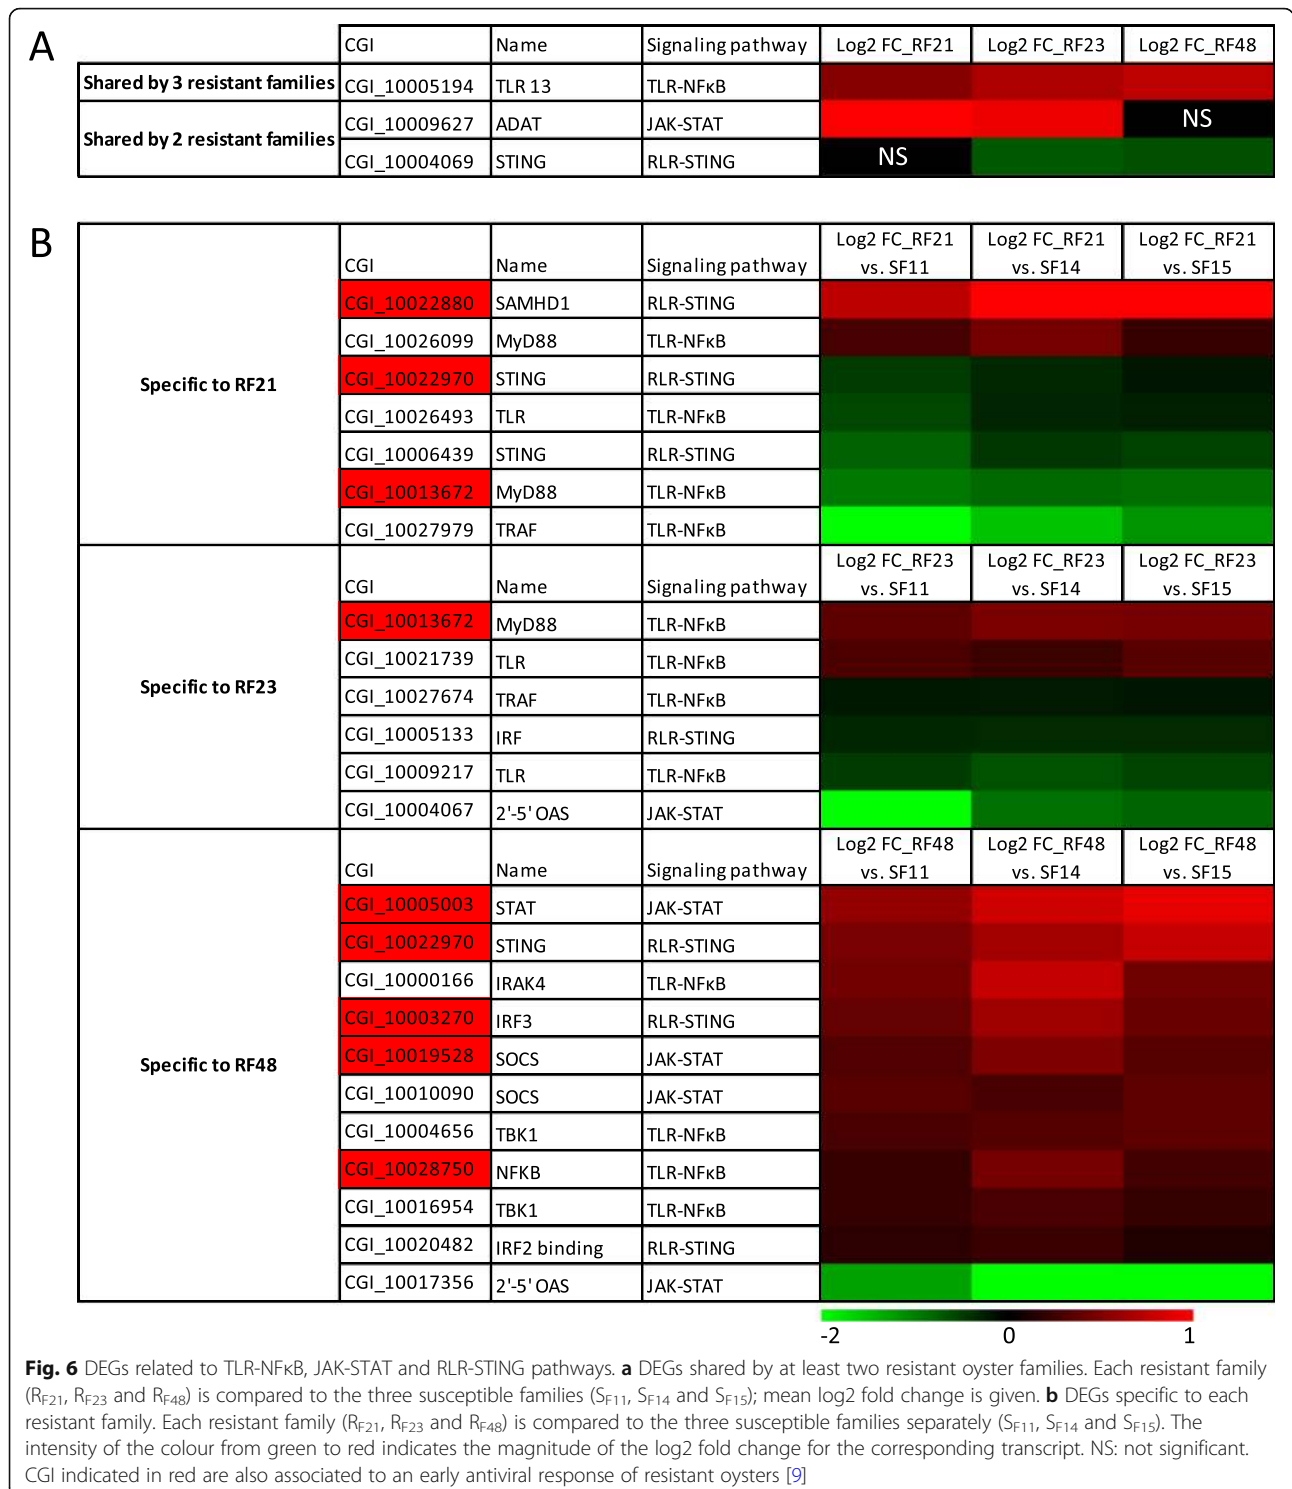 A
CGI Name Signaling pathway Log2 FC_RF21 Log2 FC_RF23 Log2 FC_RF48
Shared by 3 resistant families CGI_10005194 TLR 13 TLR-NFκB
Shared by 2 resistant families CGI_10009627 ADAT JAK-STAT NS
CGI_10004069 STING RLR-STING NS
B
Specific to RF21
CGI Name Signaling pathway Log2 FC_RF21 vs. SF11 Log2 FC_RF21 vs. SF14 Log2 FC_RF21 vs. SF15
CGI_10022880 SAMHD1 RLR-STING
CGI_10026099 MyD88 TLR-NFκB
CGI_10022970 STING RLR-STING
CGI_10026493 TLR TLR-NFκB
CGI_10006439 STING RLR-STING
CGI_10013672 MyD88 TLR-NFκB
CGI_10027979 TRAF TLR-NFκB
Specific to RF23
CGI Name Signaling pathway Log2 FC_RF23 vs. SF11 Log2 FC_RF23 vs. SF14 Log2 FC_RF23 vs. SF15
CGI_10013672 MyD88 TLR-NFκB
CGI_10021739 TLR TLR-NFκB
CGI_10027674 TRAF TLR-NFκB
CGI_10005133 IRF RLR-STING
CGI_10009217 TLR TLR-NFκB
CGI_10004067 2'-5' OAS JAK-STAT
Specific to RF48
CGI Name Signaling pathway Log2 FC_RF48 vs. SF11 Log2 FC_RF48 vs. SF14 Log2 FC_RF48 vs. SF15
CGI_10005003 STAT JAK-STAT
CGI_10022970 STING RLR-STING
CGI_10000166 IRAK4 TLR-NFκB
CGI_10003270 IRF3 RLR-STING
CGI_10019528 SOCS JAK-STAT
CGI_10010090 SOCS JAK-STAT
CGI_10004656 TBK1 TLR-NFκB
CGI_10028750 NFKB TLR-NFκB
CGI_10016954 TBK1 TLR-NFκB
CGI_10020482 IRF2 binding RLR-STING
CGI_10017356 2'-5' OAS JAK-STAT
-2 0 1
Fig. 6 DEGs related to TLR-NFκB, JAK-STAT and RLR-STING pathways. a DEGs shared by at least two resistant oyster families. Each resistant family
(RF21, RF23 and RF48) is compared to the three susceptible families (SF11, SF14 and SF15); mean log2 fold change is given. b DEGs specific to each
resistant family. Each resistant family (RF21, RF23 and RF48) is compared to the three susceptible families separately (SF11, SF14 and SF15). The
intensity of the colour from green to red indicates the magnitude of the log2 fold change for the corresponding transcript. NS: not significant.
CGI indicated in red are also associated to an early antiviral response of resistant oysters [9]